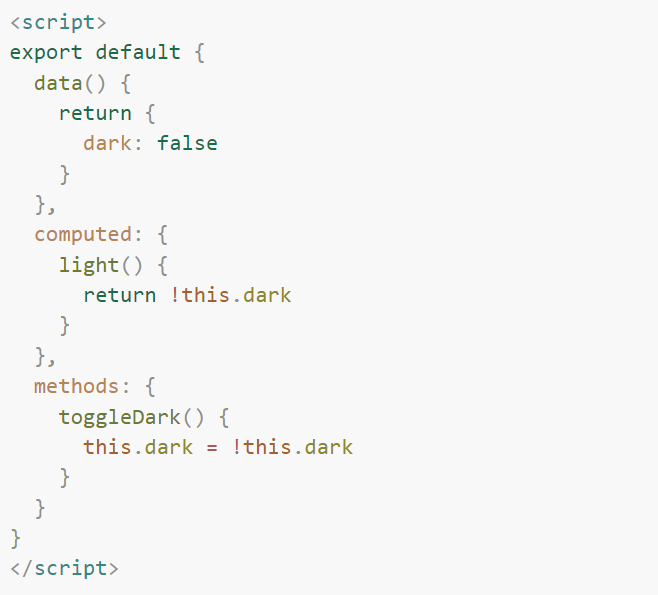 <script>
export default {
  data() {
    return {
      dark: false
    }
  },
  computed: {
    light() {
      return !this.dark
    }
  },
  methods: {
    toggleDark() {
      this.dark = !this.dark
    }
  }
}
</script>